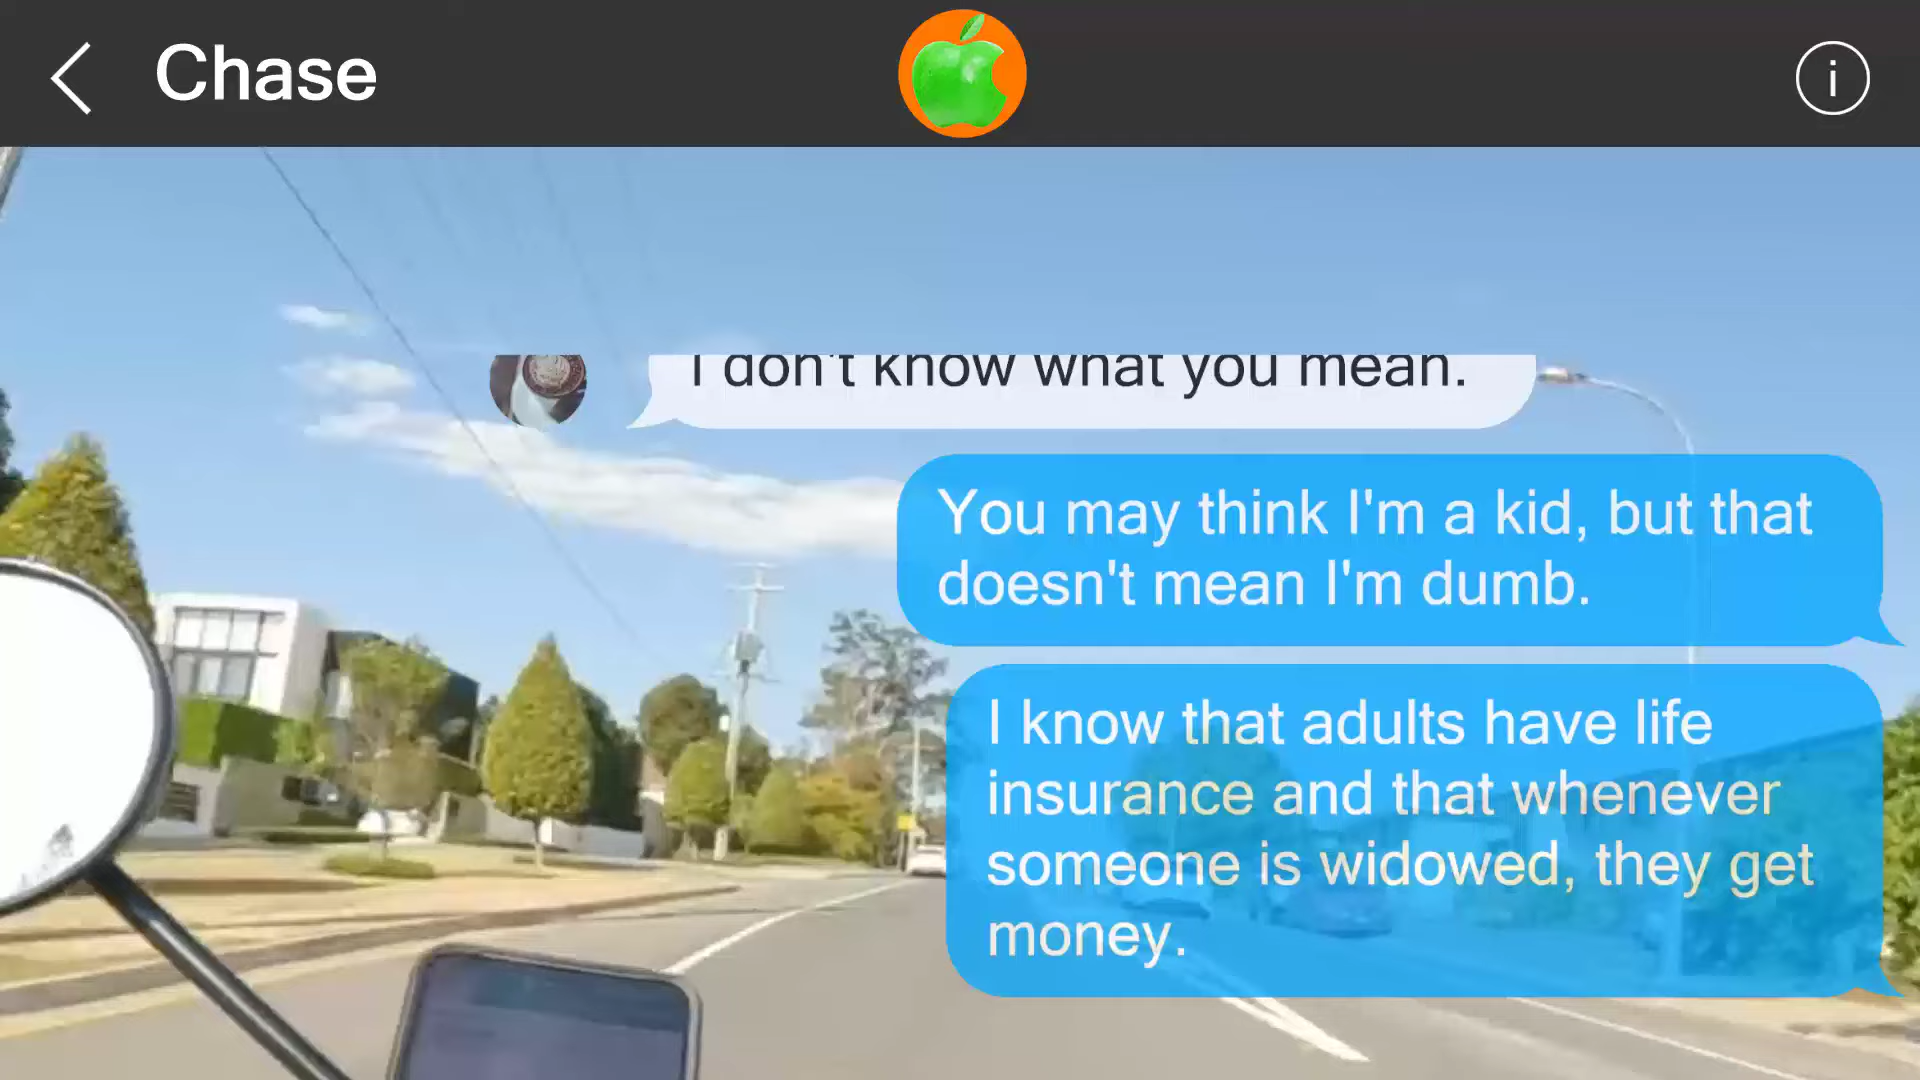 Chase
I don't know what you mean.
You may think I'm a kid, but that
doesn't mean I'm dumb.
I know that adults have life
insurance and that whenever
someone is widowed, they get
money.